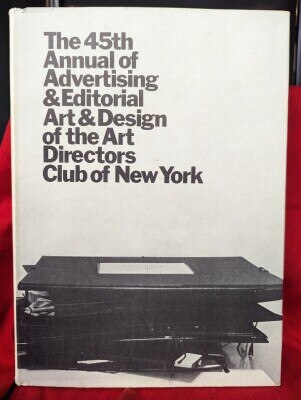 The 45th
Annual of
Advertising
& Editorial
Art & Design
of the Art
Directors
Club of New York